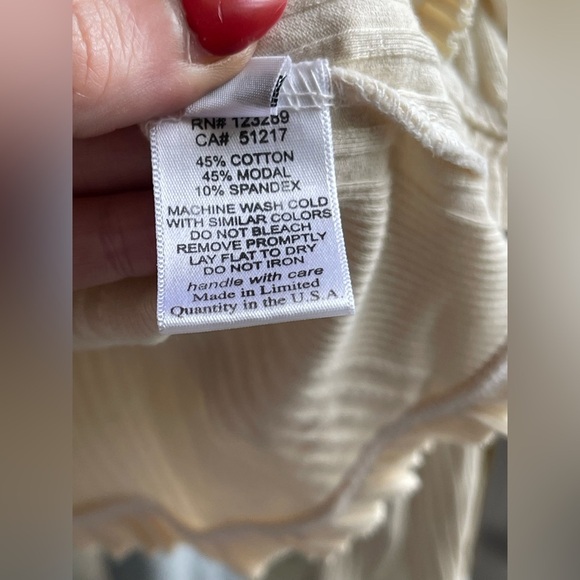 RN# 123289
CA# 51217
45% COTTON
45% MODAL
10% SPANDEX
MACHINE WASH COLD
WITH SIMILAR COLORS
DO NOT BLEACH
REMOVE PROMPTLY
LAY FLAT TO DRY
DO NOT IRON
handle with care
Made in Limited
Quantity in the U.S.A.